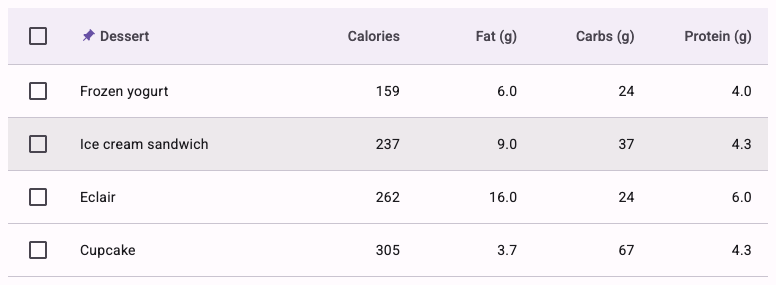 Dessert Calories Fat (g) Carbs (g) Protein (g)
Frozen yogurt 159 6.0 24 4.0
Ice cream sandwich 237 9.0 37 4.3
Eclair 262 16.0 24 6.0
Cupcake 305 3.7 67 4.3